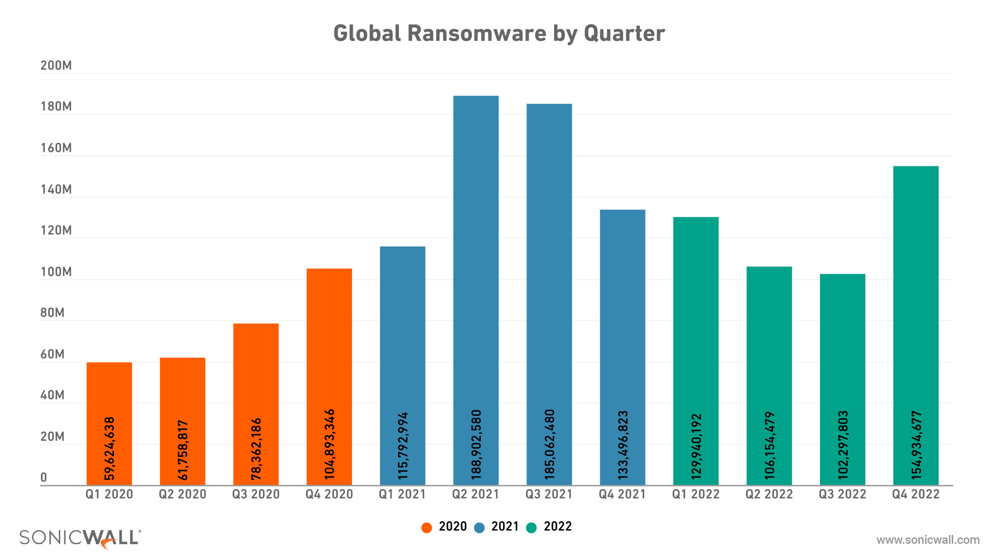 Global Ransomware by Quarter
200M
180M
160M
140M
120M
100M
80M
60M
40M
20M
0
59,624,638
61,758,817
78,362,186
104,893,346
115,792,994
188,902,580
185,062,480
133,496,823
129,940,192
106,154,479
102,297,803
154,934,677
Q1 2020 Q2 2020 Q3 2020 Q4 2020 Q1 2021 Q2 2021 Q3 2021 Q4 2021 Q1 2022 Q2 2022 Q3 2022 Q4 2022
2020 2021 2022
SONICWALL®
www.sonicwall.com